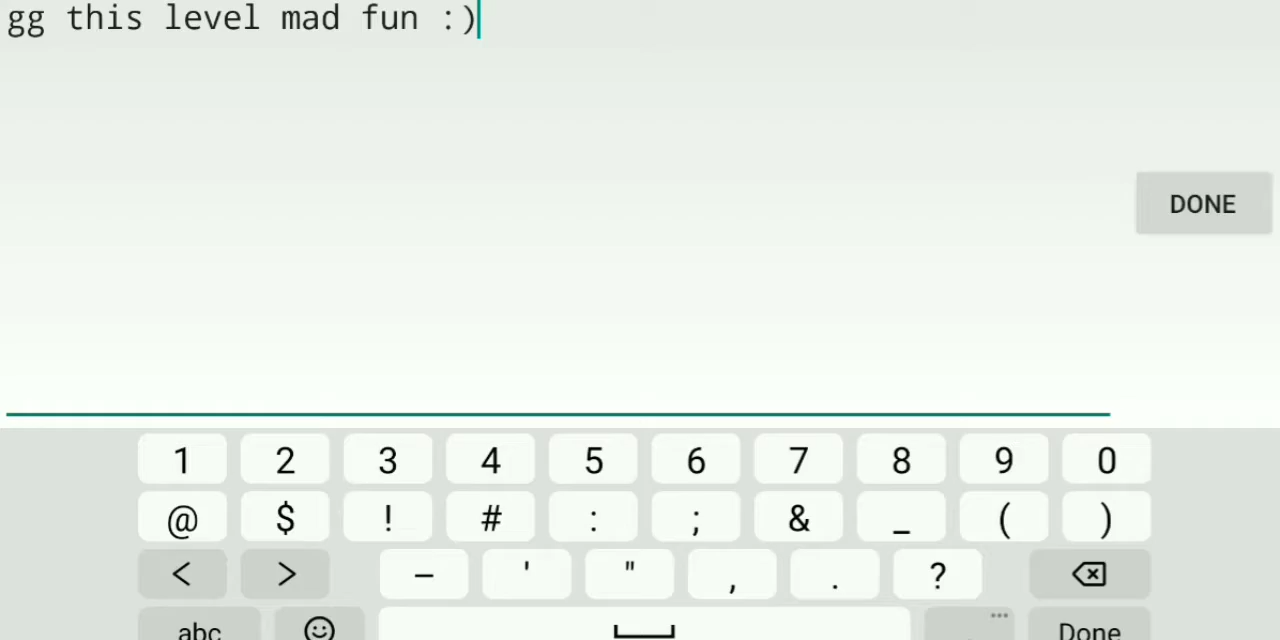 gg this level mad fun :)
DONE
1 2 3 4 5 6 7 8 9 0
@ $ ! # : ; & _ ( )
< > – ' " , . ?
abc Done